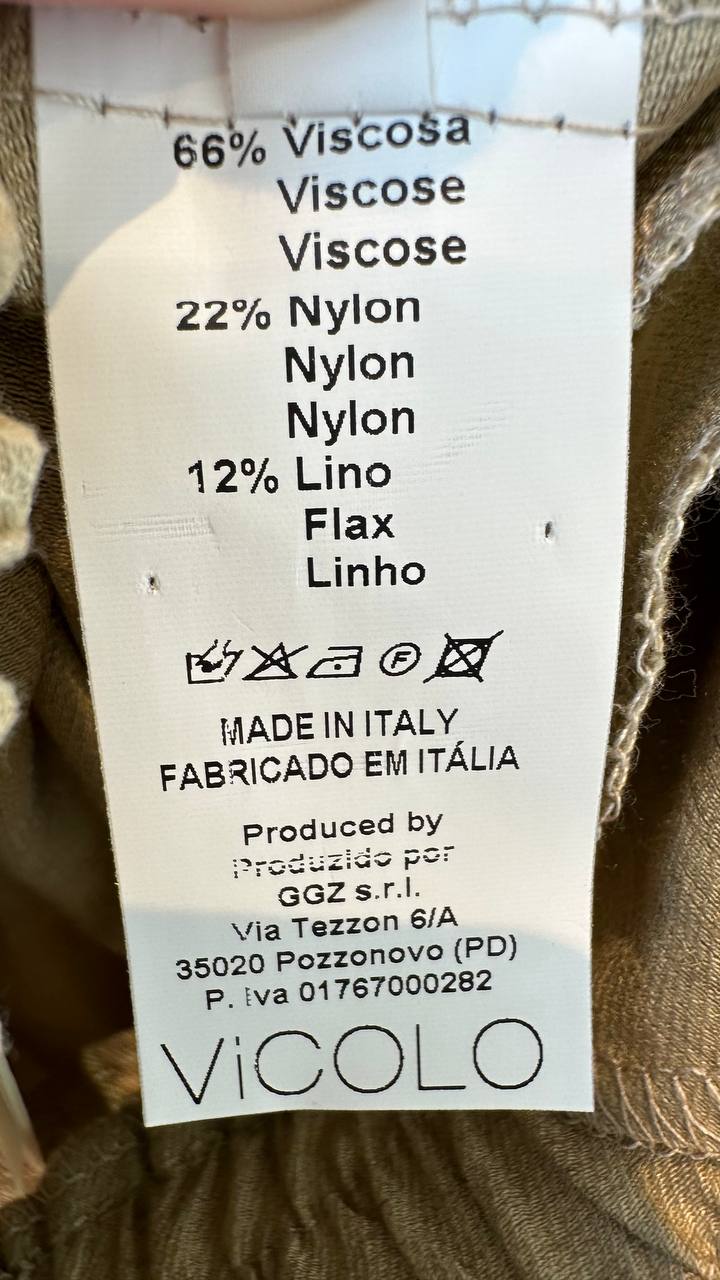 66% Viscosa
Viscose
Viscose
22% Nylon
Nylon
Nylon
12% Lino
Flax
Linho
F
MADE IN ITALY
FABRICADO EM ITÁLIA
Produced by
Produzido por
GGZ s.r.l.
Via Tezzon 6/A
35020 Pozzonovo (PD)
P. Iva 01767000282
ViCOLO